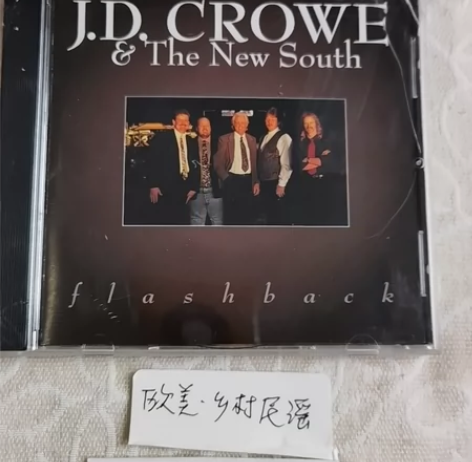 J.D. CROWE
& The New South
flashback
欧美·乡村民谣